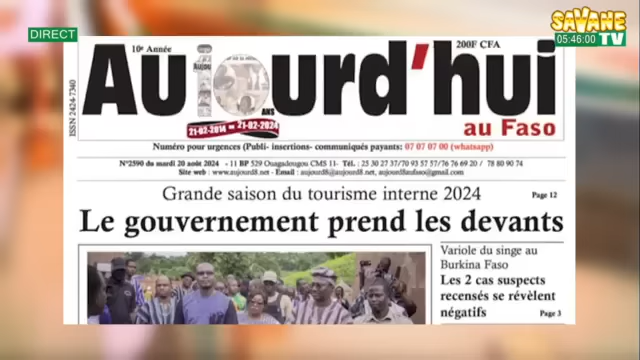 DIRECT
SAVANE
TV
05:46:00
10e Année
200F CFA
Aujourd'hui
ANS
21-02-2014 = 21-02-2024
au Faso
ISSN 2424-7340
Numéro pour urgences (Publi- insertions- communiqués payants: 07 07 07 00 (whatsapp)
N°2590 du mardi 20 août 2024 - 11 BP 529 Ouagadougou CMS 11- Tél. : 25 30 27 37/70 93 57 57/76 76 69 20 / 78 80 90 74
Site web : www.aujourd8.net - Email : aujourd8@aujourd8.net, aujourd8aufaso@gmail.com
Grande saison du tourisme interne 2024
Page 12
Le gouvernement prend les devants
Variole du singe au
Burkina Faso
Les 2 cas suspects
recensés se révèlent
négatifs
Page 3